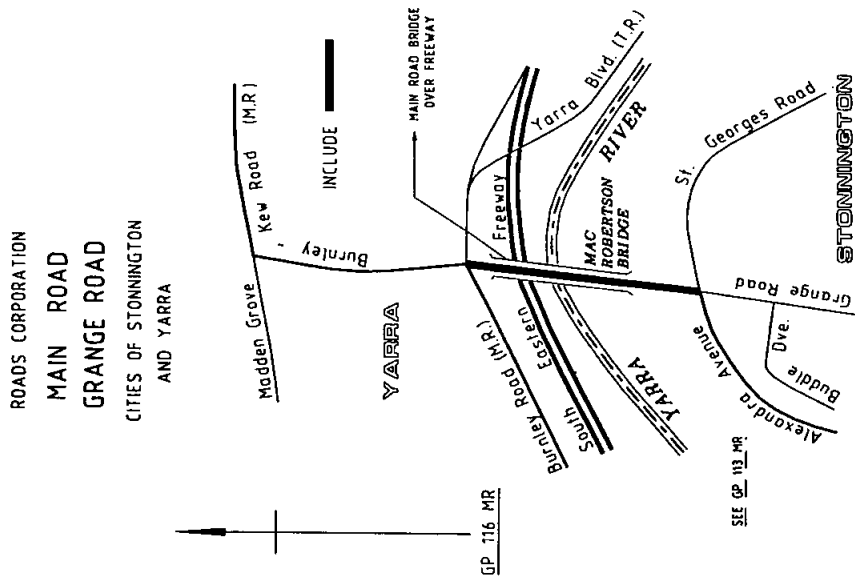 ROADS CORPORATION
MAIN ROAD
GRANGE ROAD
CITIES OF STONNINGTON
AND YARRA
Madden Grove
Kew Road (M.R)
Burnley
INCLUDE
YARRA
MAIN ROAD BRIDGE
OVER FREEWAY
Burnley Road (M.R.)
South
Eastern
Freeway
Yarra Blvd. (T.R.)
YARRA
RIVER
MAC
ROBERTSON
BRIDGE
St. Georges Road
Alexandra Avenue
Grange Road
Buddle Dve.
STONNINGTON
GP 116 MR
SEE GP 113 MR